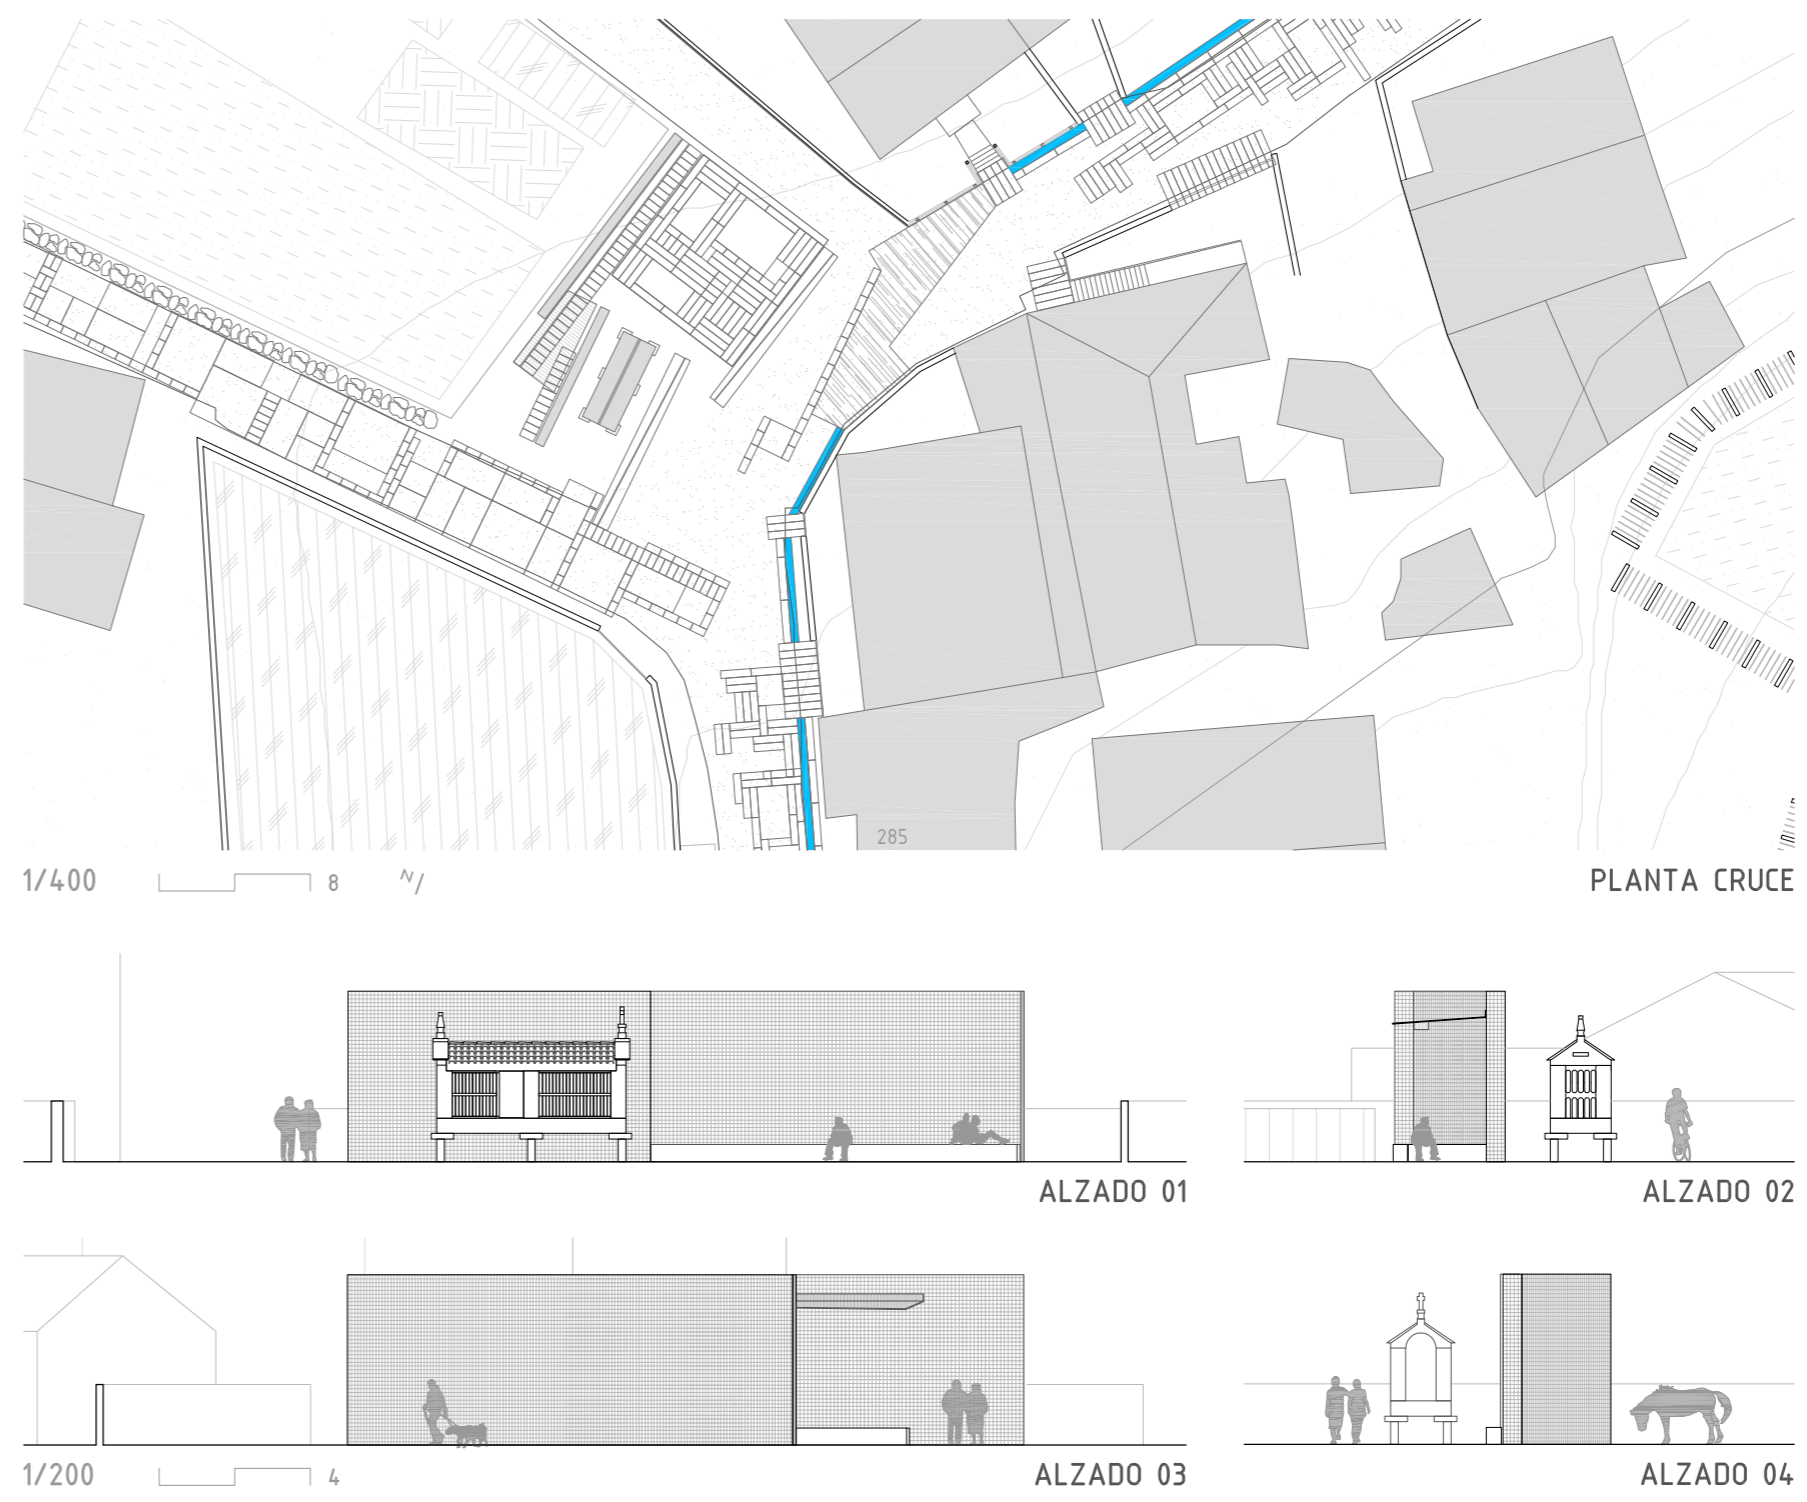 285
1/400
8
N
PLANTA CRUCE
ALZADO 01
ALZADO 02
1/200
4
ALZADO 03
ALZADO 04